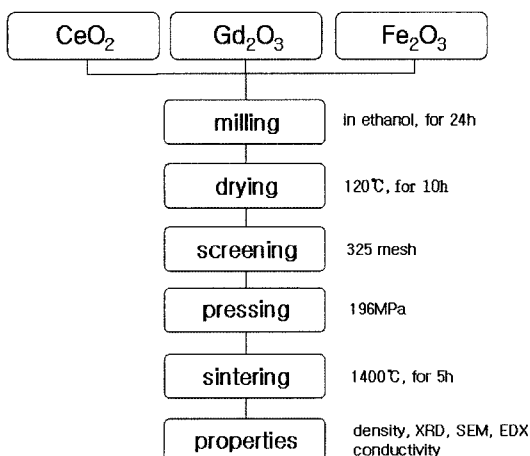 CeO₂ Gd₂O₃ Fe₂O₃
milling in ethanol, for 24h
drying 120℃, for 10h
screening 325 mesh
pressing 196MPa
sintering 1400℃, for 5h
properties density, XRD, SEM, EDX
conductivity